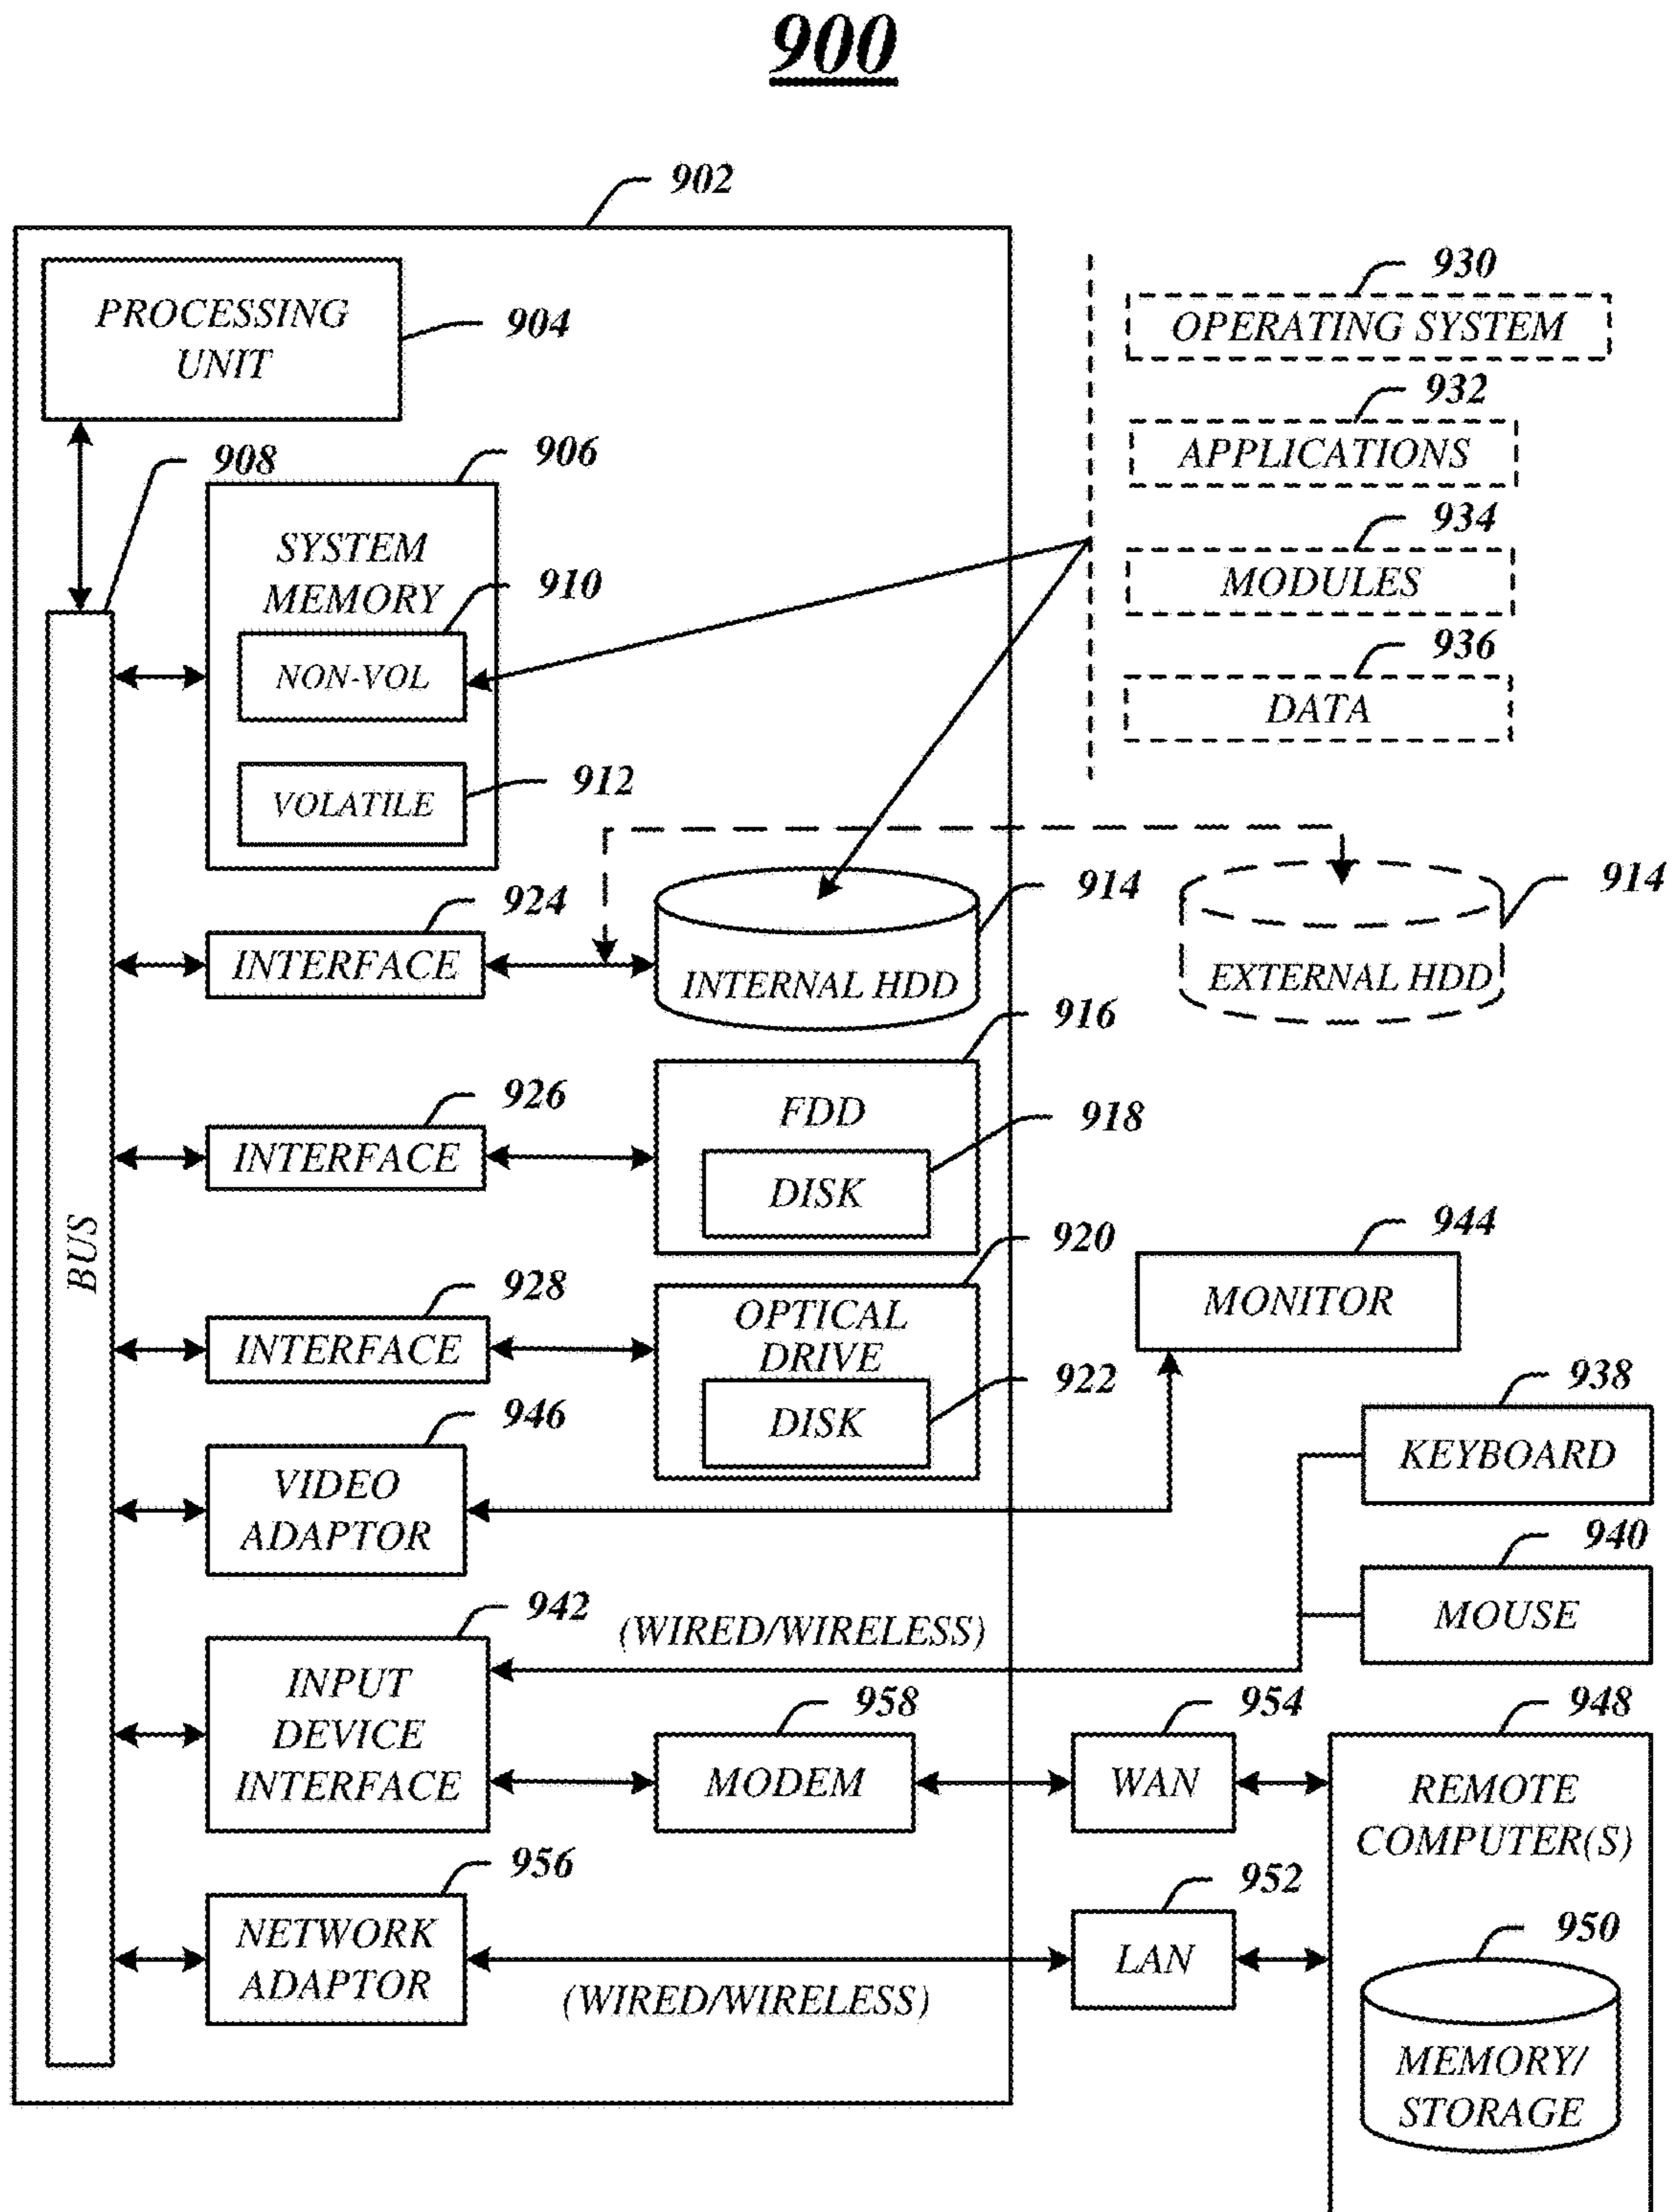 900
902
PROCESSING
UNIT
904
930
OPERATING SYSTEM
932
APPLICATIONS
934
MODULES
936
DATA
908
906
SYSTEM
MEMORY
910
NON-VOL
912
VOLATILE
BUS
924
INTERFACE
914
INTERNAL HDD
914
EXTERNAL HDD
926
INTERFACE
916
FDD
918
DISK
928
INTERFACE
920
OPTICAL
DRIVE
922
DISK
944
MONITOR
946
VIDEO
ADAPTOR
938
KEYBOARD
940
MOUSE
942
INPUT
DEVICE
INTERFACE
(WIRED/WIRELESS)
958
MODEM
954
WAN
948
REMOTE
COMPUTER(S)
956
NETWORK
ADAPTOR
(WIRED/WIRELESS)
952
LAN
950
MEMORY/
STORAGE